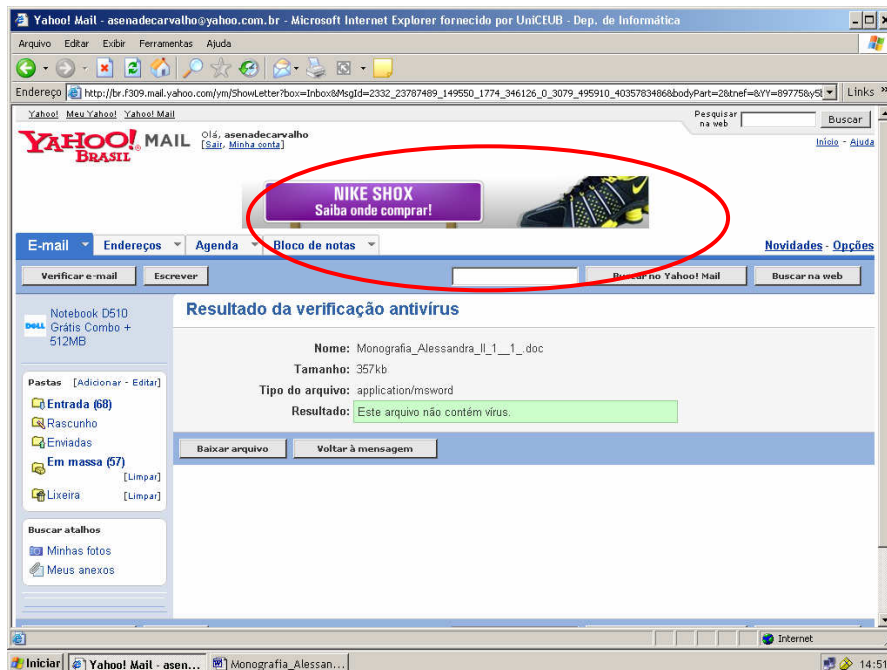 Yahoo! Mail - asenadecarvalho@yahoo.com.br - Microsoft Internet Explorer fornecido por UniCEUB - Dep. de Informática
Arquivo Editar Exibir Ferramentas Ajuda
Endereço http://br.f309.mail.yahoo.com/ym/ShowLetter?box=Inbox&MsgId=2332_23787489_149550_1774_346126_0_3079_495910_4035783486&bodyPart=2&tnef=&YY=89775&y5 Links »
Yahoo! Meu Yahoo! Yahoo! Mail
Pesquisar na web Buscar
YAHOO! MAIL BRASIL
Olá, asenadecarvalho
[Sair, Minha conta]
Início - Ajuda
NIKE SHOX
Saiba onde comprar!
E-mail Endereços Agenda Bloco de notas Novidades - Opções
Verificar e-mail Escrever Buscar no Yahoo! Mail Buscar na web
DELL
Notebook D510
Grátis Combo +
512MB
Pastas [Adicionar - Editar]
Entrada (68)
Rascunho
Enviadas
Em massa (57)
[Limpar]
Lixeira [Limpar]
Buscar atalhos
Minhas fotos
Meus anexos
Resultado da verificação antivírus
Nome: Monografia_Alessandra_II_1__1_.doc
Tamanho: 357kb
Tipo do arquivo: application/msword
Resultado: Este arquivo não contém vírus.
Baixar arquivo Voltar à mensagem
Internet
Iniciar Yahoo! Mail - asen... Monografia_Alessan... 14:51